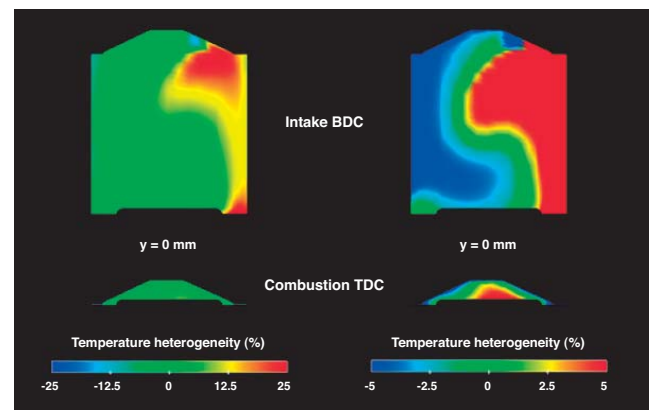 Intake BDC
y = 0 mm
y = 0 mm
Combustion TDC
Temperature heterogeneity (%)
Temperature heterogeneity (%)
-25 -12.5 0 12.5 25
-5 -2.5 0 2.5 5